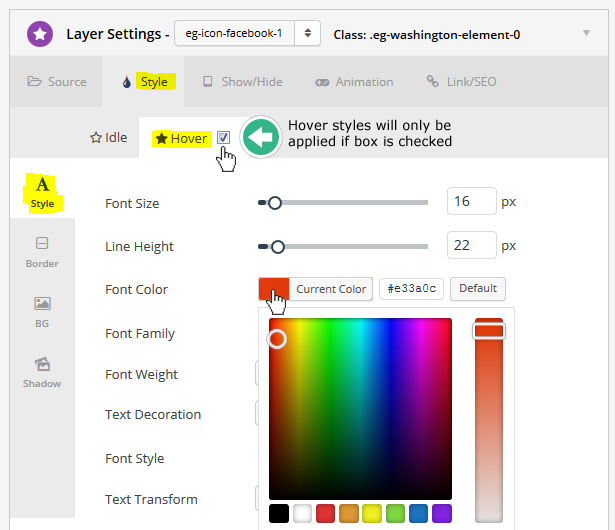 Layer Settings - eg-icon-facebook-1 Class: .eg-washington-element-0
Source Style Show/Hide Animation Link/SEO
Idle Hover Hover styles will only be
applied if box is checked
A
Style
Font Size 16 px
Line Height 22 px
Border
Font Color Current Color #e33a0c Default
BG
Font Family
Font Weight
Shadow
Text Decoration
Font Style
Text Transform